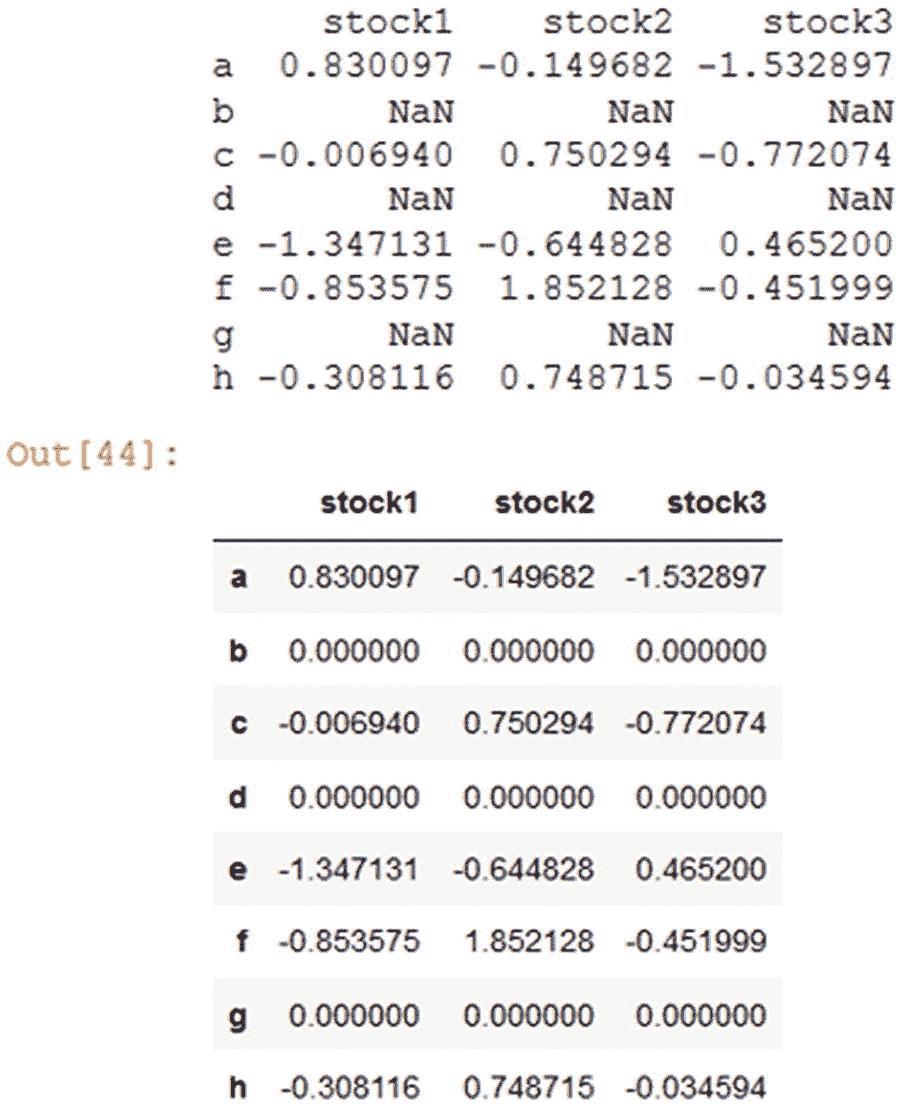 stock1 stock2 stock3
a 0.830097 -0.149682 -1.532897
b NaN NaN NaN
c -0.006940 0.750294 -0.772074
d NaN NaN NaN
e -1.347131 -0.644828 0.465200
f -0.853575 1.852128 -0.451999
g NaN NaN NaN
h -0.308116 0.748715 -0.034594
Out[44]:
stock1 stock2 stock3
a 0.830097 -0.149682 -1.532897
b 0.000000 0.000000 0.000000
c -0.006940 0.750294 -0.772074
d 0.000000 0.000000 0.000000
e -1.347131 -0.644828 0.465200
f -0.853575 1.852128 -0.451999
g 0.000000 0.000000 0.000000
h -0.308116 0.748715 -0.034594